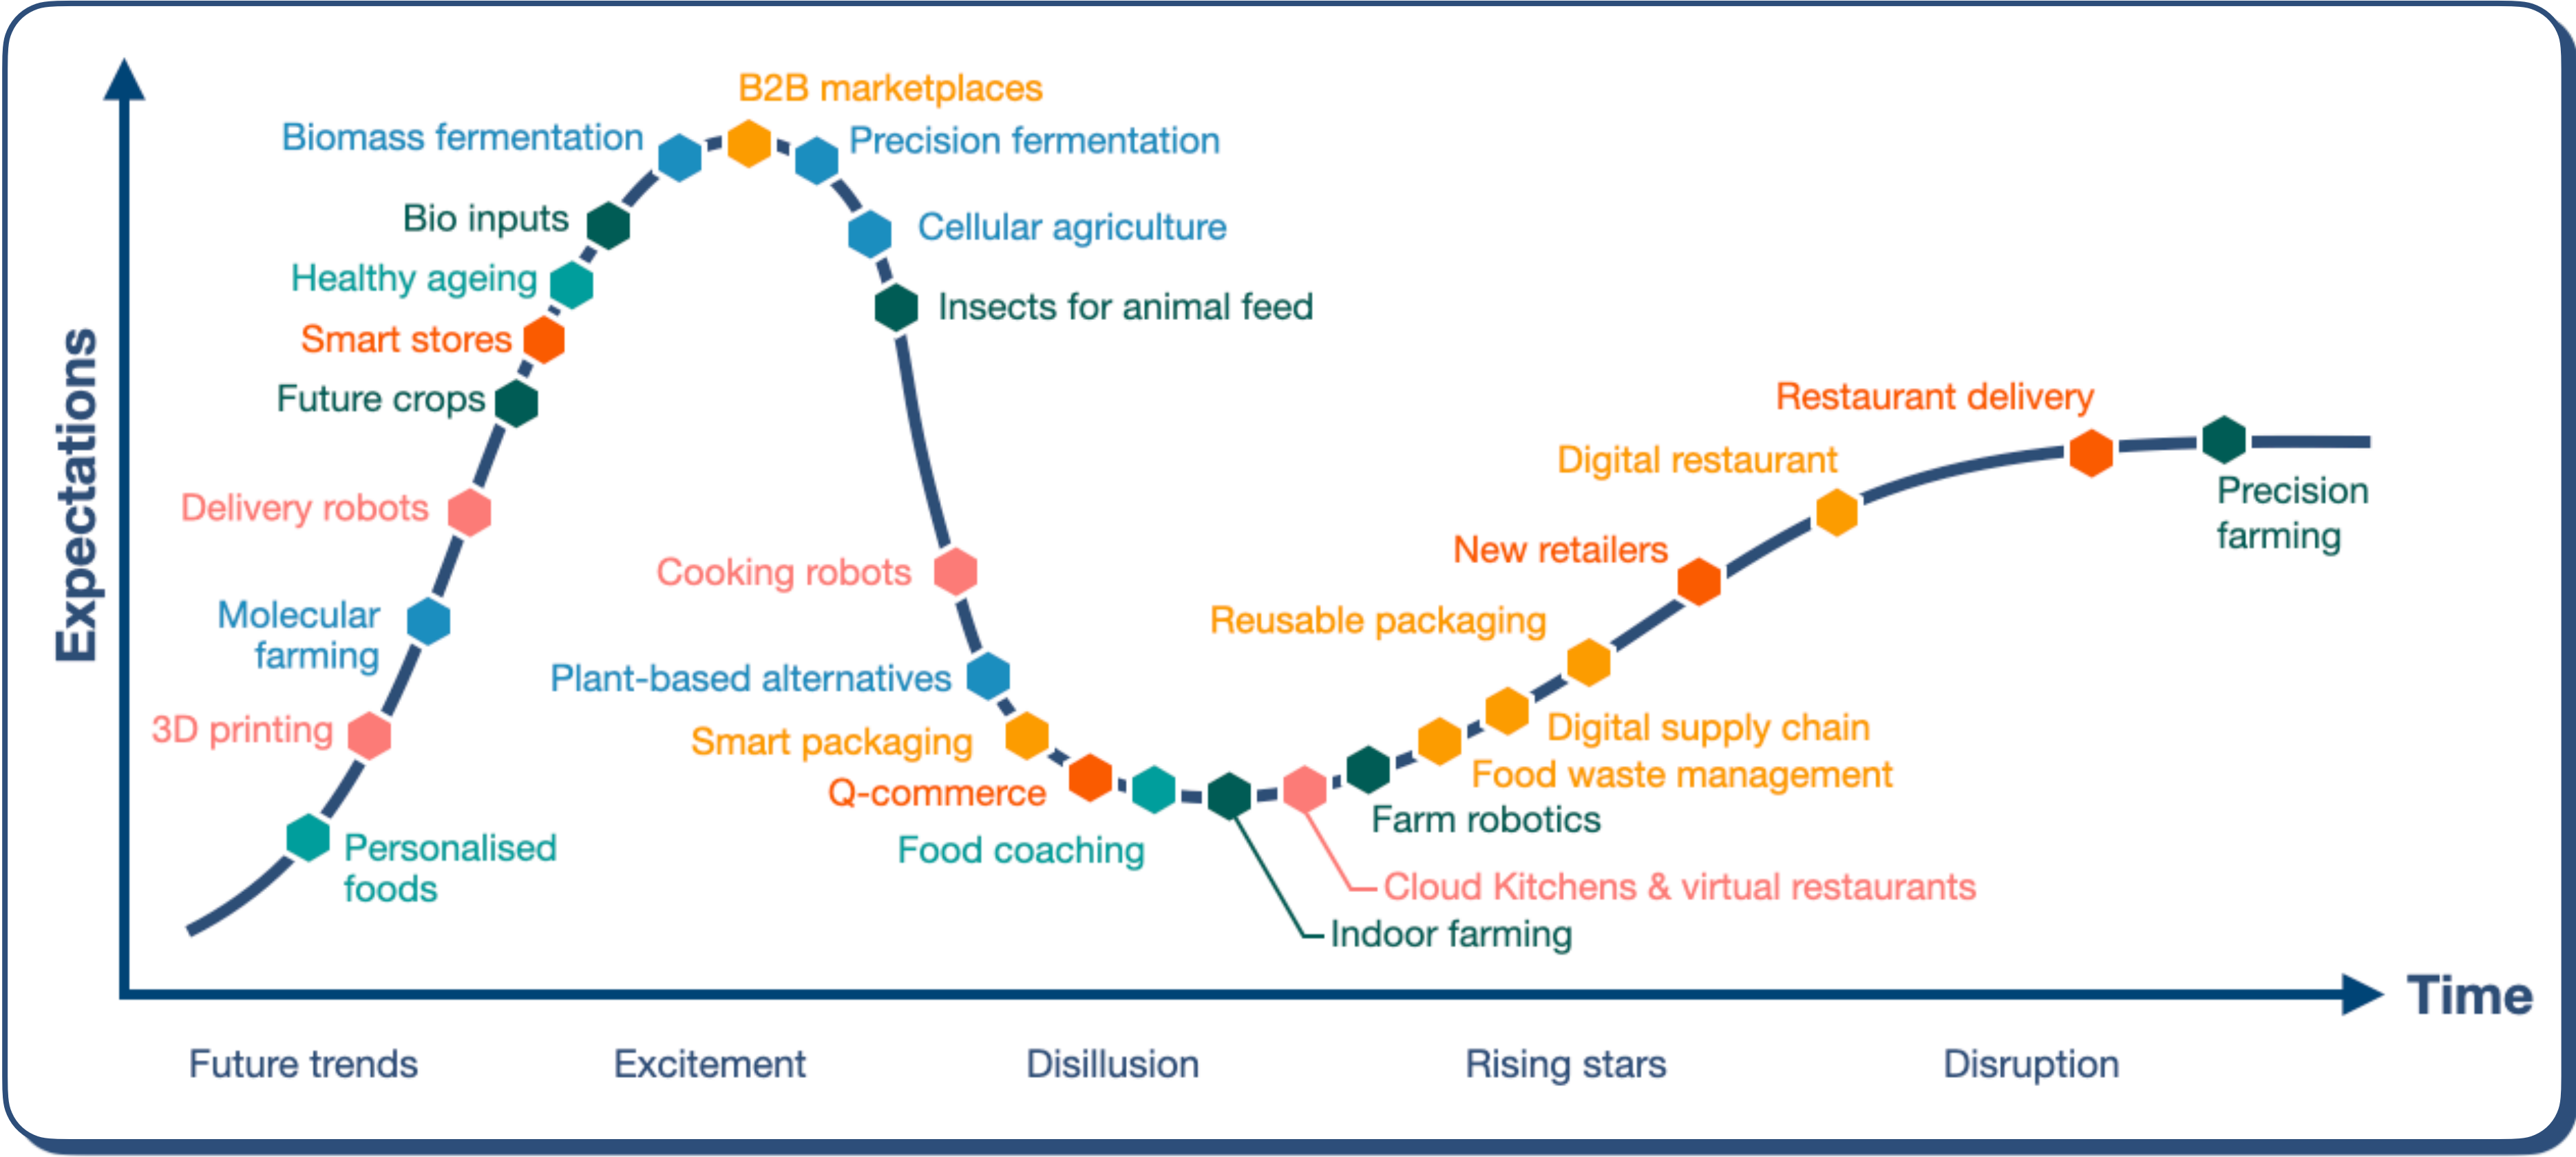 B2B marketplaces
Biomass fermentation
Precision fermentation
Bio inputs
Cellular agriculture
Healthy ageing
Insects for animal feed
Smart stores
Future crops
Restaurant delivery
Digital restaurant
Precision
farming
Delivery robots
New retailers
Cooking robots
Molecular
farming
Reusable packaging
Plant-based alternatives
3D printing
Smart packaging
Digital supply chain
Food waste management
Q-commerce
Farm robotics
Personalised
foods
Food coaching
Cloud Kitchens & virtual restaurants
Indoor farming
Expectations
Time
Future trends
Excitement
Disillusion
Rising stars
Disruption